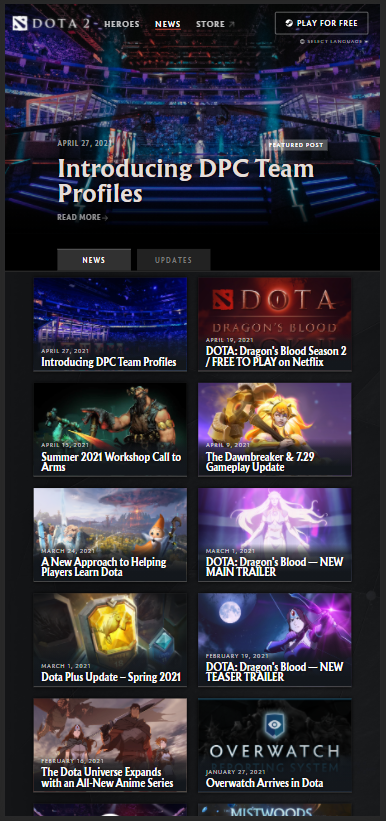 DOTA 2
HEROES
NEWS
STORE
PLAY FOR FREE
SELECT LANGUAGE
APRIL 27, 2021
FEATURED POST
Introducing DPC Team
Profiles
READ MORE
NEWS
UPDATES
APRIL 27, 2021
Introducing DPC Team Profiles
DOTA
DRAGON'S BLOOD
APRIL 19, 2021
DOTA: Dragon's Blood Season 2
/ FREE TO PLAY on Netflix
APRIL 15, 2021
Summer 2021 Workshop Call to
Arms
APRIL 9, 2021
The Dawnbreaker & 7.29
Gameplay Update
MARCH 24, 2021
A New Approach to Helping
Players Learn Dota
MARCH 1, 2021
DOTA: Dragon's Blood — NEW
MAIN TRAILER
MARCH 1, 2021
Dota Plus Update – Spring 2021
FEBRUARY 19, 2021
DOTA: Dragon's Blood — NEW
TEASER TRAILER
FEBRUARY 16, 2021
The Dota Universe Expands
with an All-New Anime Series
OVERWATCH
REPORTING SYSTEM
JANUARY 27, 2021
Overwatch Arrives in Dota
MISTWOODS